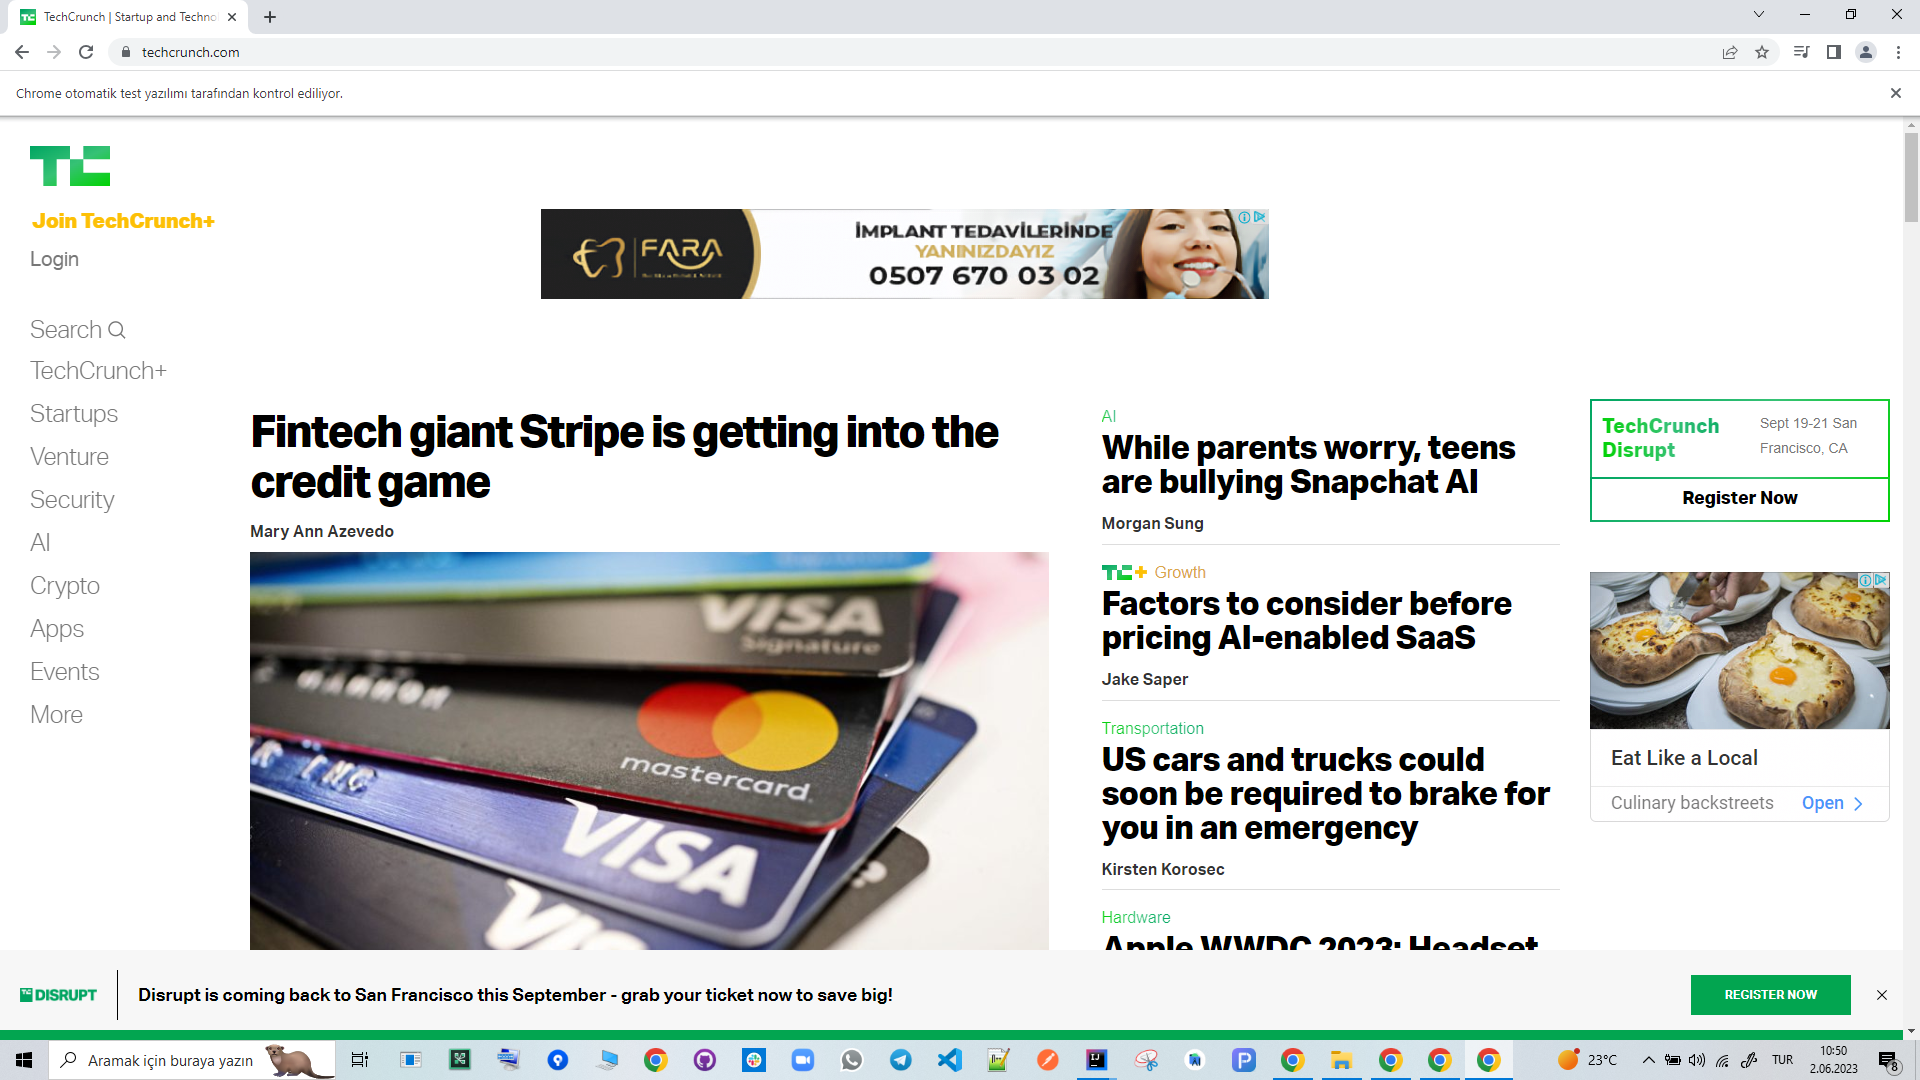 TechCrunch | Startup and Techno
techcrunch.com
Chrome otomatik test yazılımı tarafından kontrol ediliyor.
Join TechCrunch+
Login
Search
TechCrunch+
Startups
Venture
Security
AI
Crypto
Apps
Events
More
FARA
İMPLANT TEDAVİLERİNDE
YANINIZDAYIZ
0507 670 03 02
Fintech giant Stripe is getting into the
credit game
Mary Ann Azevedo
VISA
Signature
mastercard
VISA
AI
While parents worry, teens
are bullying Snapchat AI
Morgan Sung
TC+ Growth
Factors to consider before
pricing AI-enabled SaaS
Jake Saper
Transportation
US cars and trucks could
soon be required to brake for
you in an emergency
Kirsten Korosec
Hardware
Apple WWDC 2023: Headset,
TechCrunch
Disrupt
Sept 19-21 San
Francisco, CA
Register Now
Eat Like a Local
Culinary backstreets Open
TC DISRUPT
Disrupt is coming back to San Francisco this September - grab your ticket now to save big!
REGISTER NOW
Aramak için buraya yazın
23°C
TUR
10:50
2.06.2023
8